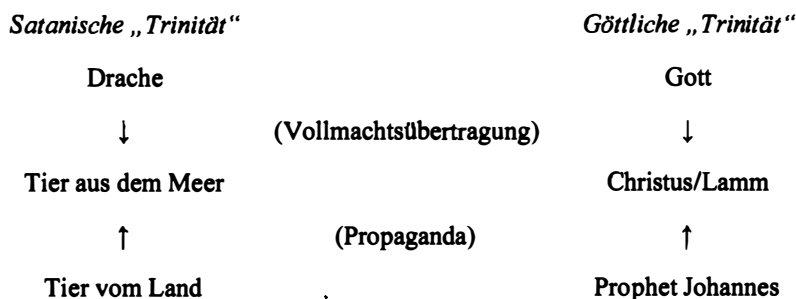 Satanische „Trinität“ Göttliche „Trinität“
Drache Gott
↓ (Vollmachtsübertragung) ↓
Tier aus dem Meer Christus/Lamm
↑ (Propaganda) ↑
Tier vom Land Prophet Johannes